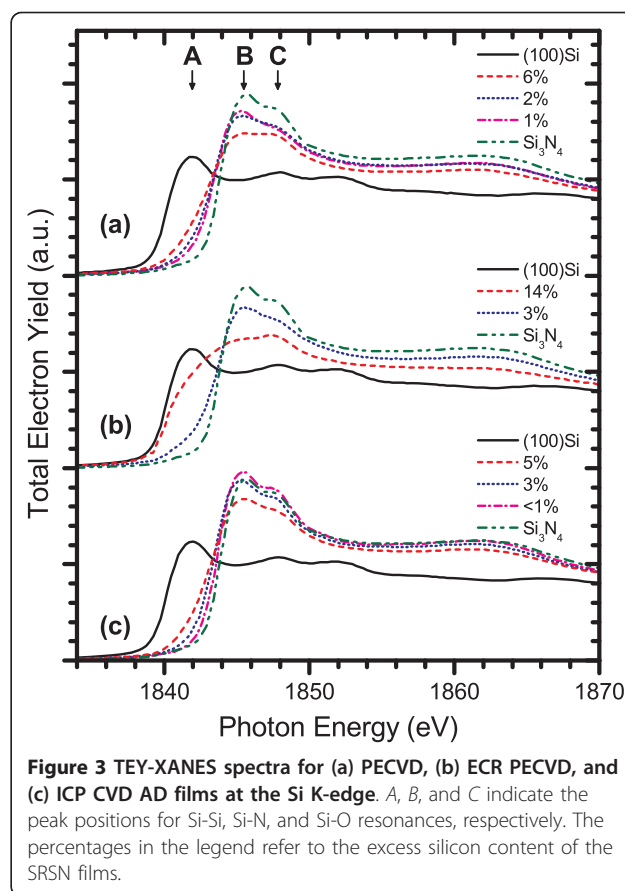 A B C
(100)Si
6%
2%
1%
Si₃N₄
(a)
(100)Si
14%
3%
Si₃N₄
(b)
(100)Si
5%
3%
<1%
Si₃N₄
(c)
Total Electron Yield (a.u.)
1840 1850 1860 1870
Photon Energy (eV)
Figure 3 TEY-XANES spectra for (a) PECVD, (b) ECR PECVD, and
(c) ICP CVD AD films at the Si K-edge. A, B, and C indicate the
peak positions for Si-Si, Si-N, and Si-O resonances, respectively. The
percentages in the legend refer to the excess silicon content of the
SRSN films.